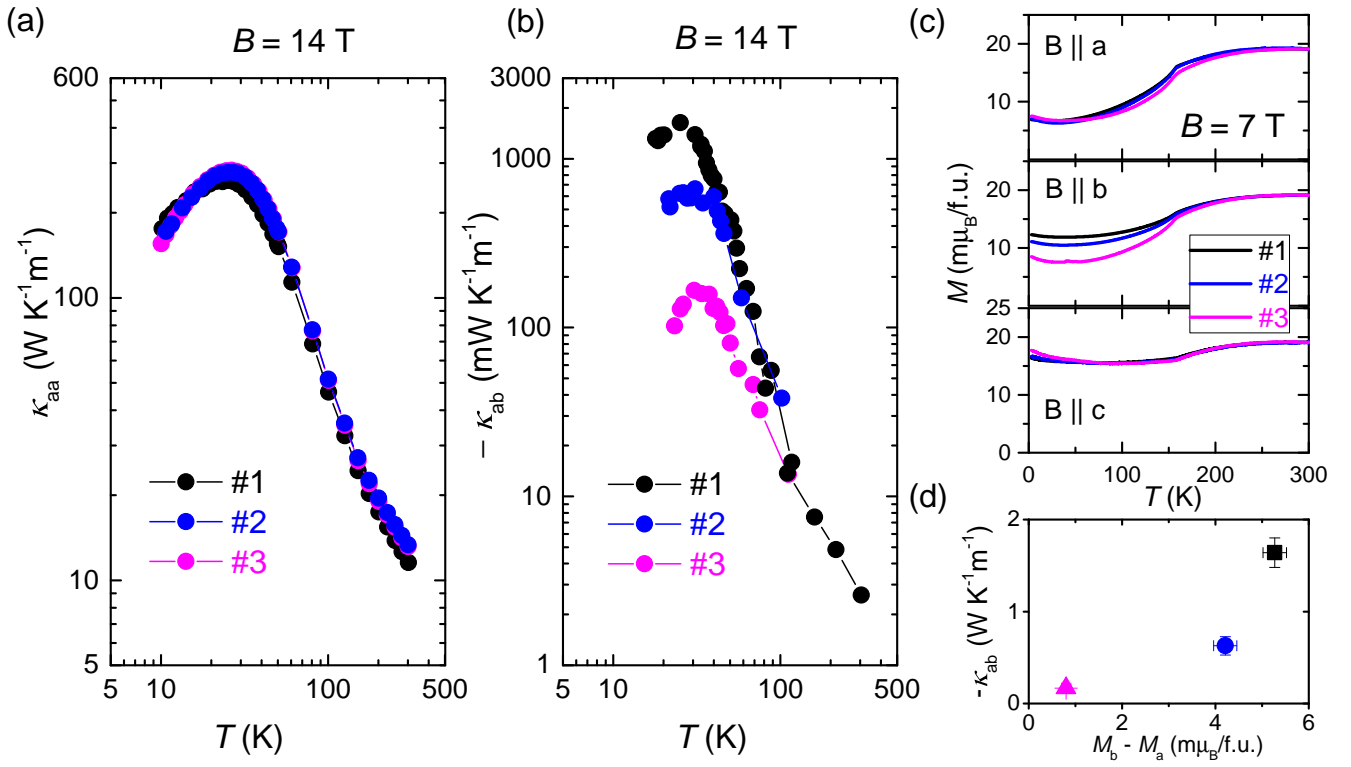 (a)
B = 14 T
600
100
10
5
κaa (W K-1m-1)
#1
#2
#3
5
10
100
500
T (K)
(b)
B = 14 T
3000
1000
100
10
1
– κab (mW K-1m-1)
#1
#2
#3
5
10
100
500
T (K)
(c)
B || a
B = 7 T
20
10
B || b
20
10
0
M (mμB/f.u.)
#1
#2
#3
25
20
10
0
B || c
0
100
200
300
T (K)
(d)
2
1
0
-κab (W K-1m-1)
0
2
4
6
Mb - Ma (mμB/f.u.)